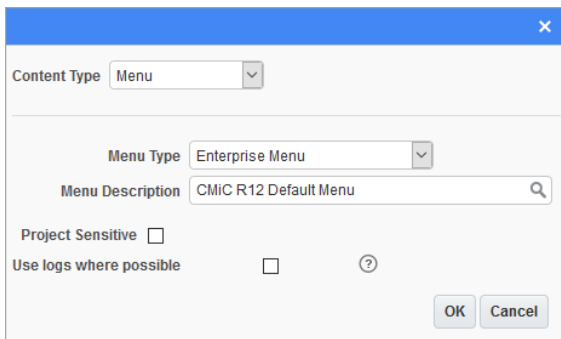 Content Type Menu
Menu Type Enterprise Menu
Menu Description CMiC R12 Default Menu
Project Sensitive
Use logs where possible ?
OK Cancel